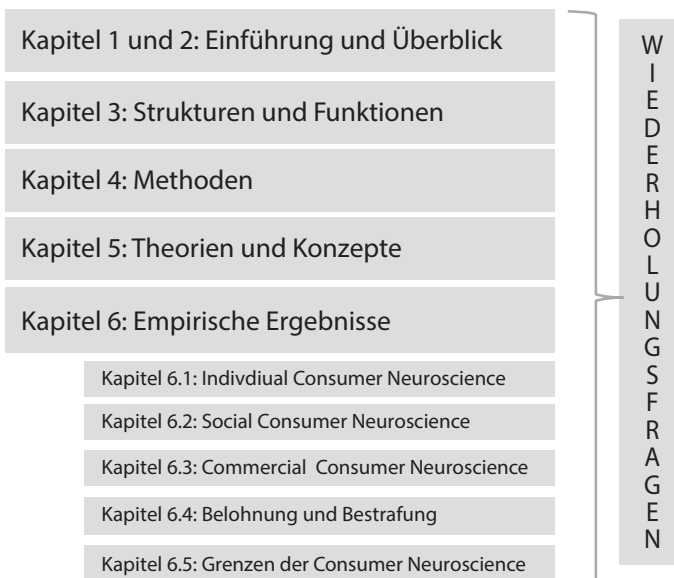 Kapitel 1 und 2: Einführung und Überblick
Kapitel 3: Strukturen und Funktionen
Kapitel 4: Methoden
Kapitel 5: Theorien und Konzepte
Kapitel 6: Empirische Ergebnisse
Kapitel 6.1: Indivdiual Consumer Neuroscience
Kapitel 6.2: Social Consumer Neuroscience
Kapitel 6.3: Commercial Consumer Neuroscience
Kapitel 6.4: Belohnung und Bestrafung
Kapitel 6.5: Grenzen der Consumer Neuroscience
WIEDERHOLUNGSFRAGEN